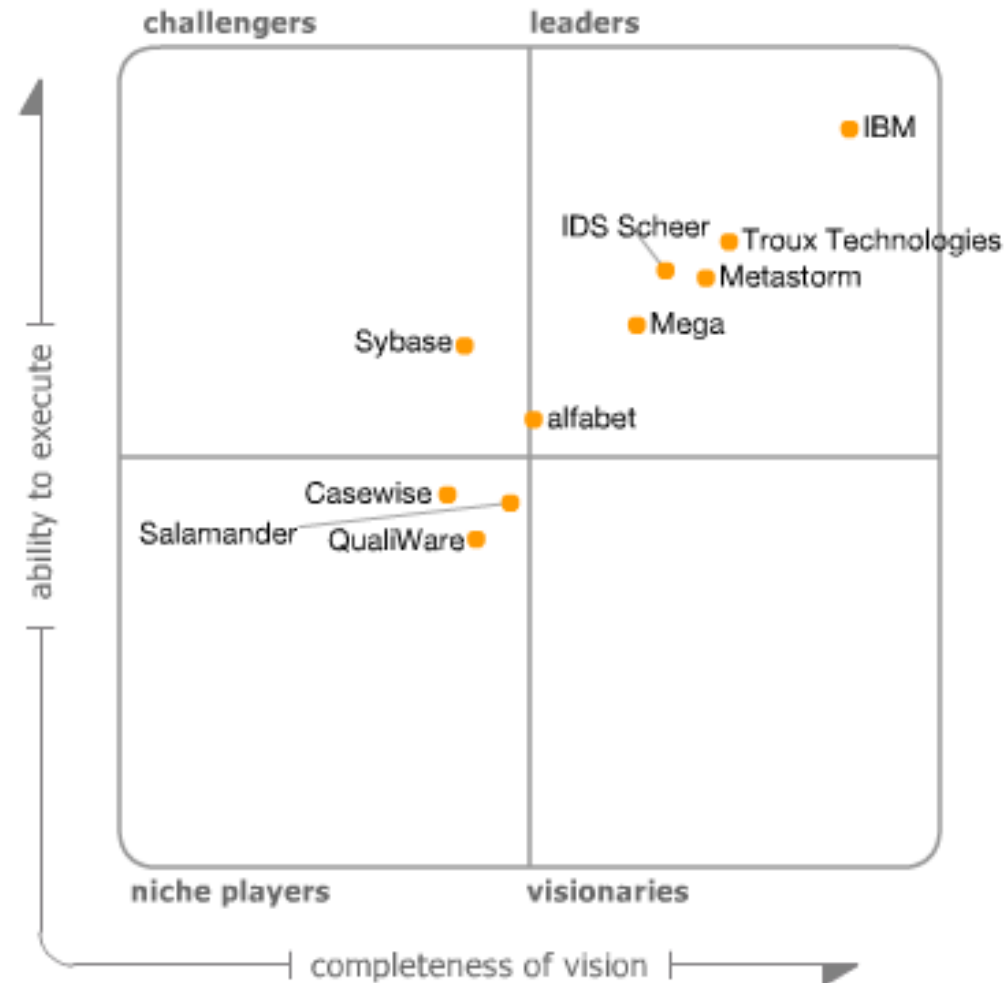 challengers
leaders
IBM
IDS Scheer
Troux Technologies
Metastorm
Mega
Sybase
alfabet
Casewise
Salamander
QualiWare
ability to execute
niche players
visionaries
completeness of vision